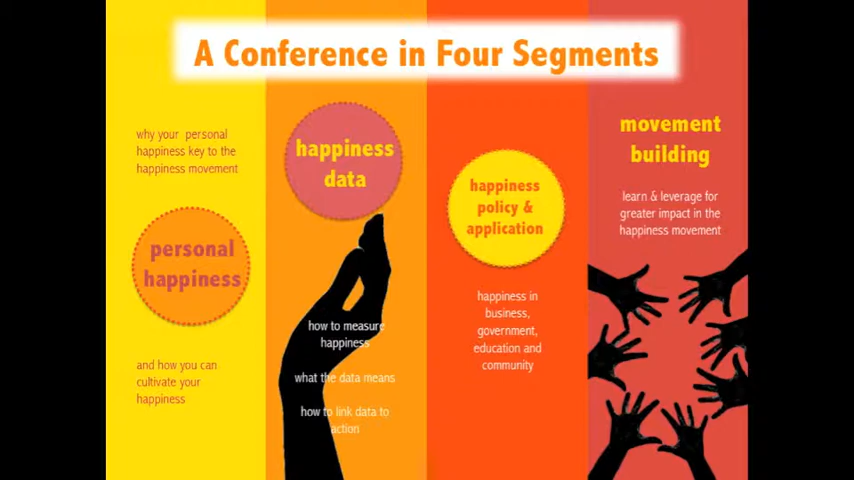 A Conference in Four Segments
why your personal
happiness key to the
happiness movement
personal
happiness
and how you can
cultivate your
happiness
happiness
data
how to measure
happiness
what the data means
how to link data to
action
happiness
policy &
application
happiness in
business,
government,
education and
community
movement
building
learn & leverage for
greater impact in the
happiness movement